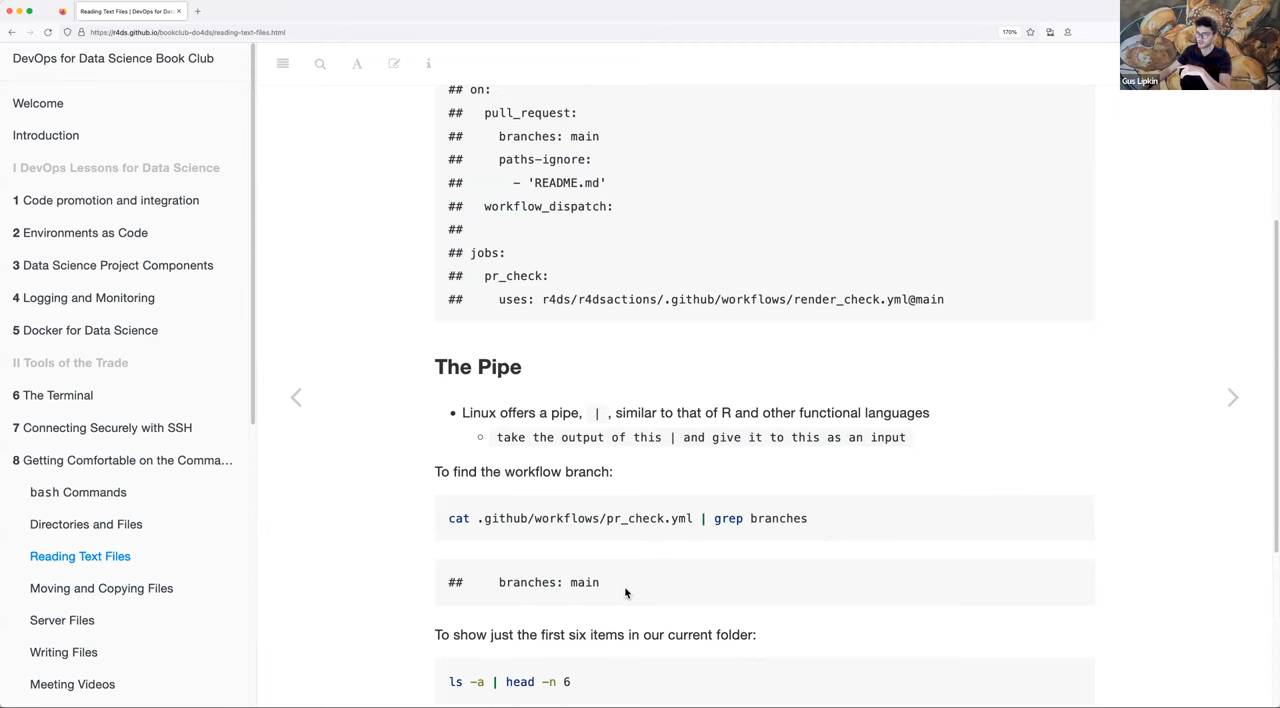 Reading Text Files | DevOps for Dat
https://r4ds.github.io/bookclub-do4ds/reading-text-files.html
170%
Gus Lipkin
DevOps for Data Science Book Club
Welcome
Introduction
I DevOps Lessons for Data Science
1 Code promotion and integration
2 Environments as Code
3 Data Science Project Components
4 Logging and Monitoring
5 Docker for Data Science
II Tools of the Trade
6 The Terminal
7 Connecting Securely with SSH
8 Getting Comfortable on the Comma…
bash Commands
Directories and Files
Reading Text Files
Moving and Copying Files
Server Files
Writing Files
Meeting Videos
## on:
##   pull_request:
##     branches: main
##     paths-ignore:
##       - 'README.md'
##   workflow_dispatch:
##
## jobs:
##   pr_check:
##     uses: r4ds/r4dsactions/.github/workflows/render_check.yml@main
The Pipe
• Linux offers a pipe, | , similar to that of R and other functional languages
○ take the output of this | and give it to this as an input
To find the workflow branch:
cat .github/workflows/pr_check.yml | grep branches
##     branches: main
To show just the first six items in our current folder:
ls -a | head -n 6